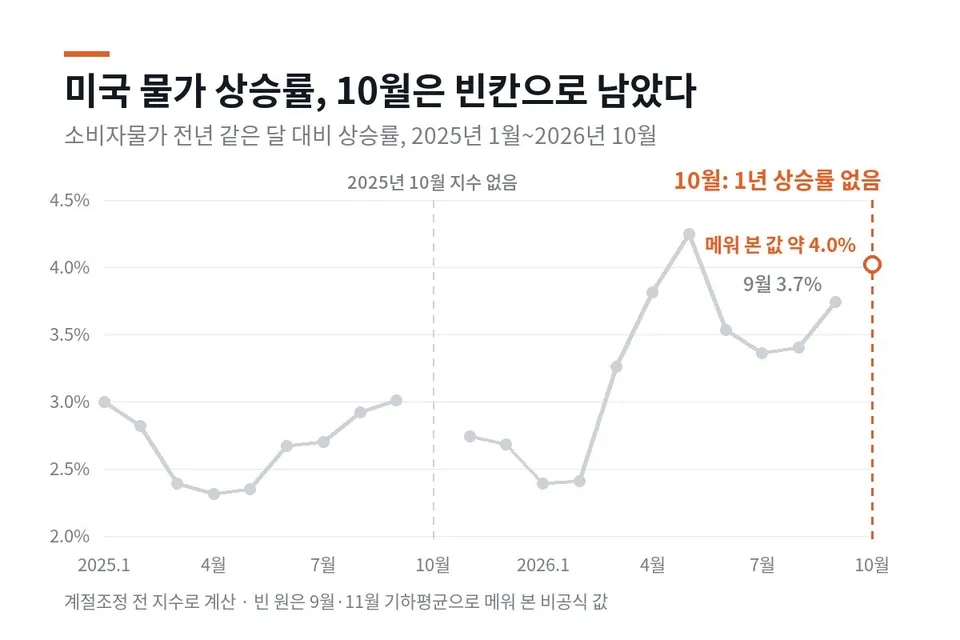 미국 물가 상승률, 10월은 빈칸으로 남았다
소비자물가 전년 같은 달 대비 상승률, 2025년 1월~2026년 10월
2025년 10월 지수 없음
10월: 1년 상승률 없음
4.5%
메워 본 값 약 4.0%
4.0%
9월 3.7%
3.5%
3.0%
2.5%
2.0%
2025.1 4월 7월 10월 2026.1 4월 7월 10월
계절조정 전 지수로 계산 · 빈 원은 9월·11월 기하평균으로 메워 본 비공식 값